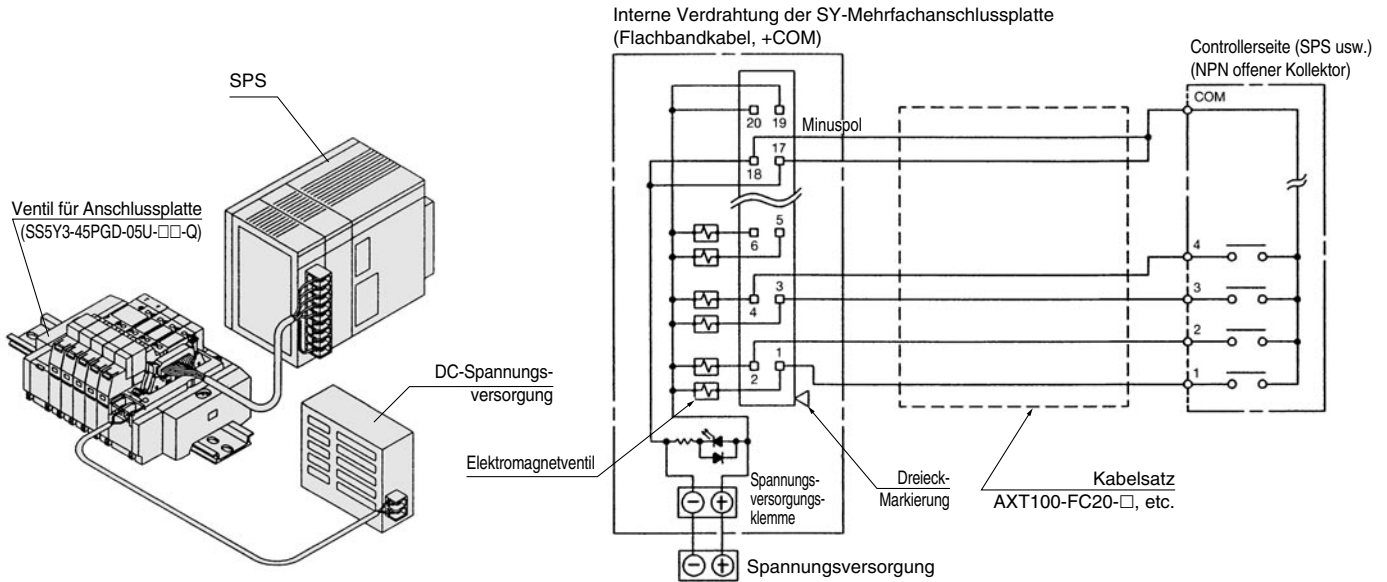 Interne Verdrahtung der SY-Mehrfachanschlussplatte
(Flachbandkabel, +COM)
Controllerseite (SPS usw.)
(NPN offener Kollektor)
SPS
COM
20 19
Minuspol
17
18
Ventil für Anschlussplatte
(SS5Y3-45PGD-05U-□□-Q)
5
6
4
3
4
3
2
1
2
1
DC-Spannungs-
versorgung
Elektromagnetventil
Spannungs-
versorgungs-
klemme
Dreieck-
Markierung
Kabelsatz
AXT100-FC20-□, etc.
− +
− +
Spannungsversorgung